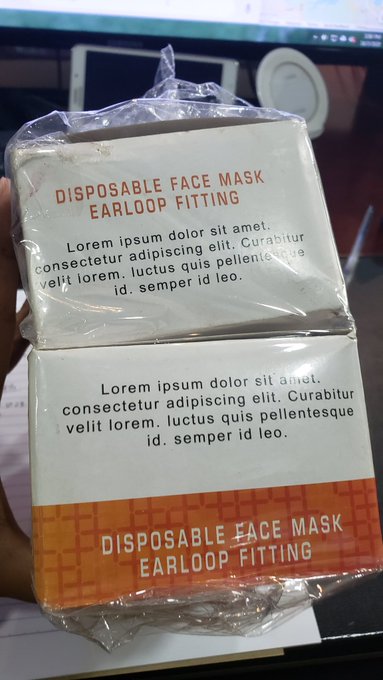 DISPOSABLE FACE MASK
EARLOOP FITTING
Lorem ipsum dolor sit amet.
consectetur adipiscing elit. Curabitur
velit lorem. luctus quis pellentesque
id. semper id leo.
Lorem ipsum dolor sit amet.
consectetur adipiscing elit. Curabitur
velit lorem. luctus quis pellentesque
id. semper id leo.
DISPOSABLE FACE MASK
EARLOOP FITTING